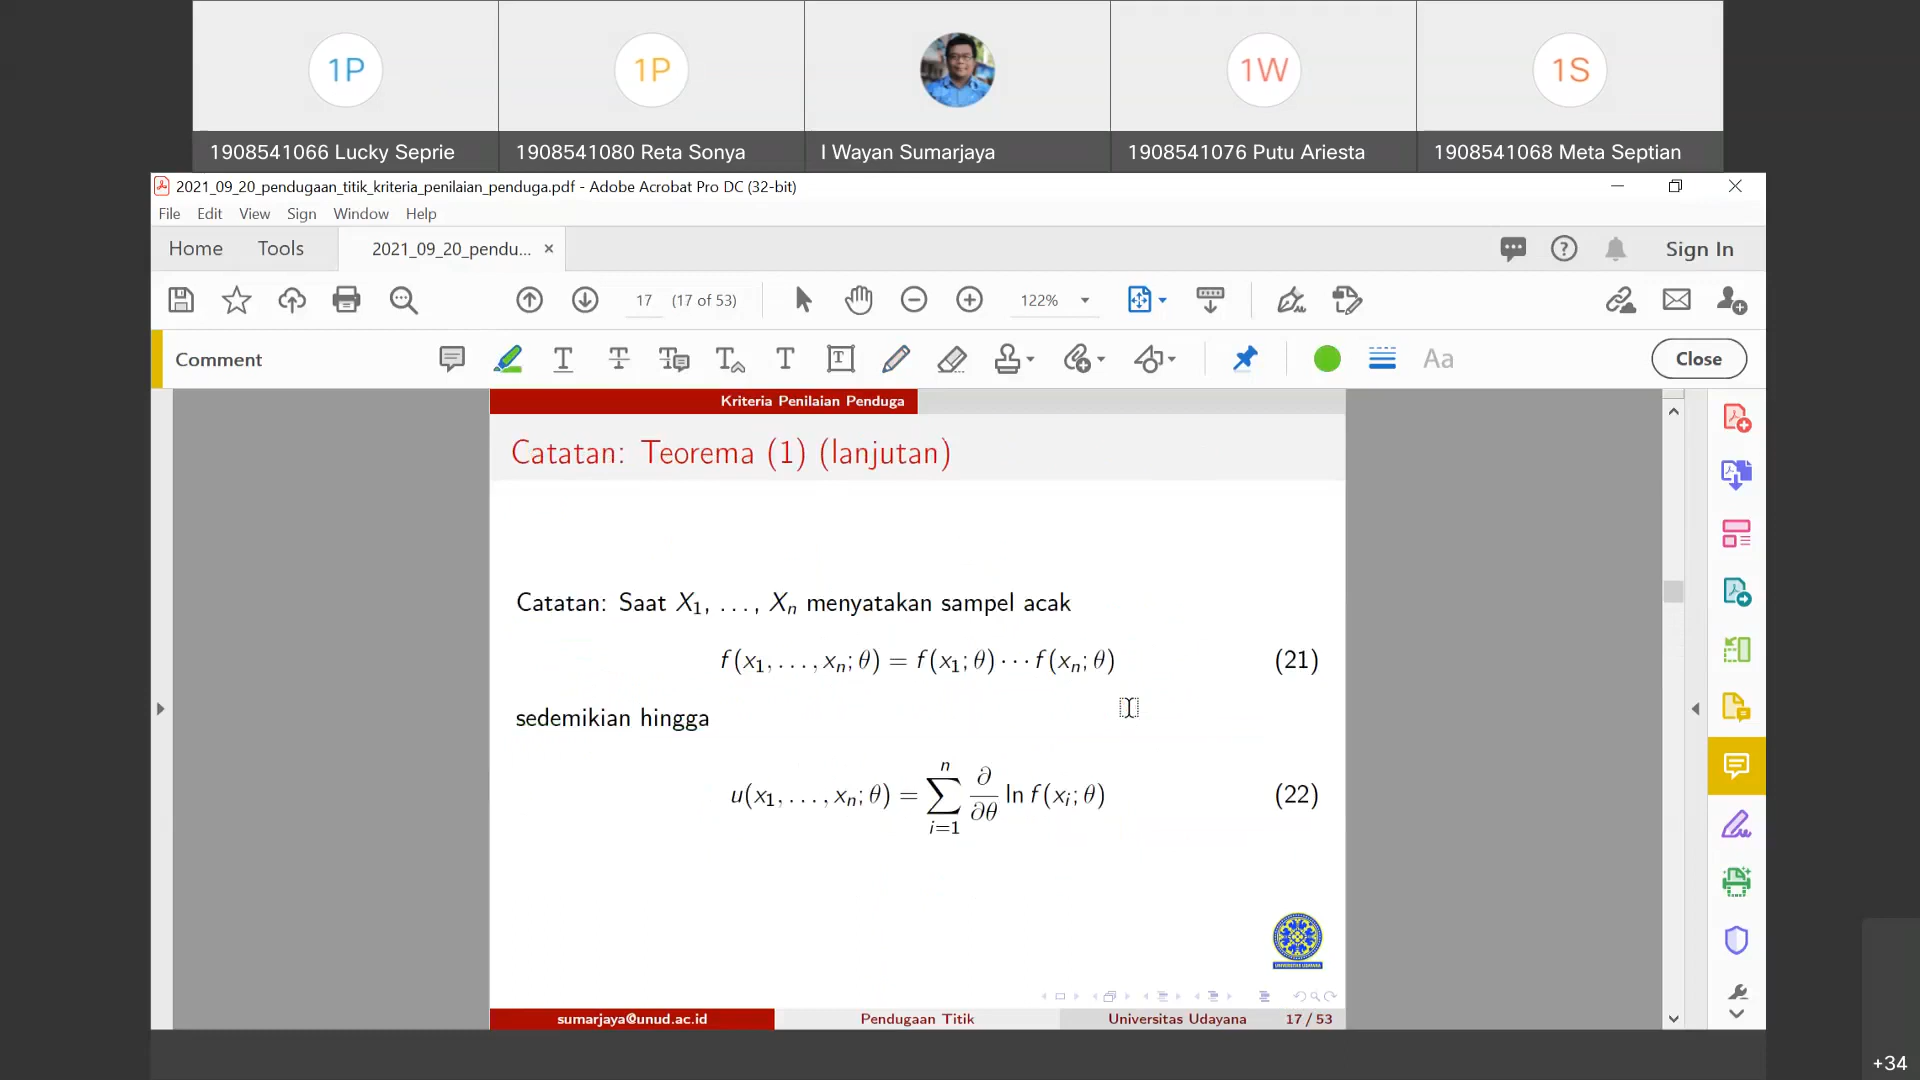 1P
1P
1W
1S
1908541066 Lucky Seprie
1908541080 Reta Sonya
I Wayan Sumarjaya
1908541076 Putu Ariesta
1908541068 Meta Septian
2021_09_20_pendugaan_titik_kriteria_penilaian_penduga.pdf - Adobe Acrobat Pro DC (32-bit)
File Edit View Sign Window Help
Home Tools 2021_09_20_pendu... × Sign In
17 (17 of 53) 122%
Comment Aa Close
Kriteria Penilaian Penduga
Catatan: Teorema (1) (lanjutan)
Catatan: Saat X₁, . . . , Xₙ menyatakan sampel acak
f(x₁, . . . , xₙ; θ) = f(x₁; θ) · · · f(xₙ; θ) (21)
sedemikian hingga
u(x₁, . . . , xₙ; θ) = ∑ᵢ₌₁ⁿ ∂/∂θ ln f(xᵢ; θ) (22)
UNIVERSITAS UDAYANA
sumarjaya@unud.ac.id Pendugaan Titik Universitas Udayana 17 / 53
+34